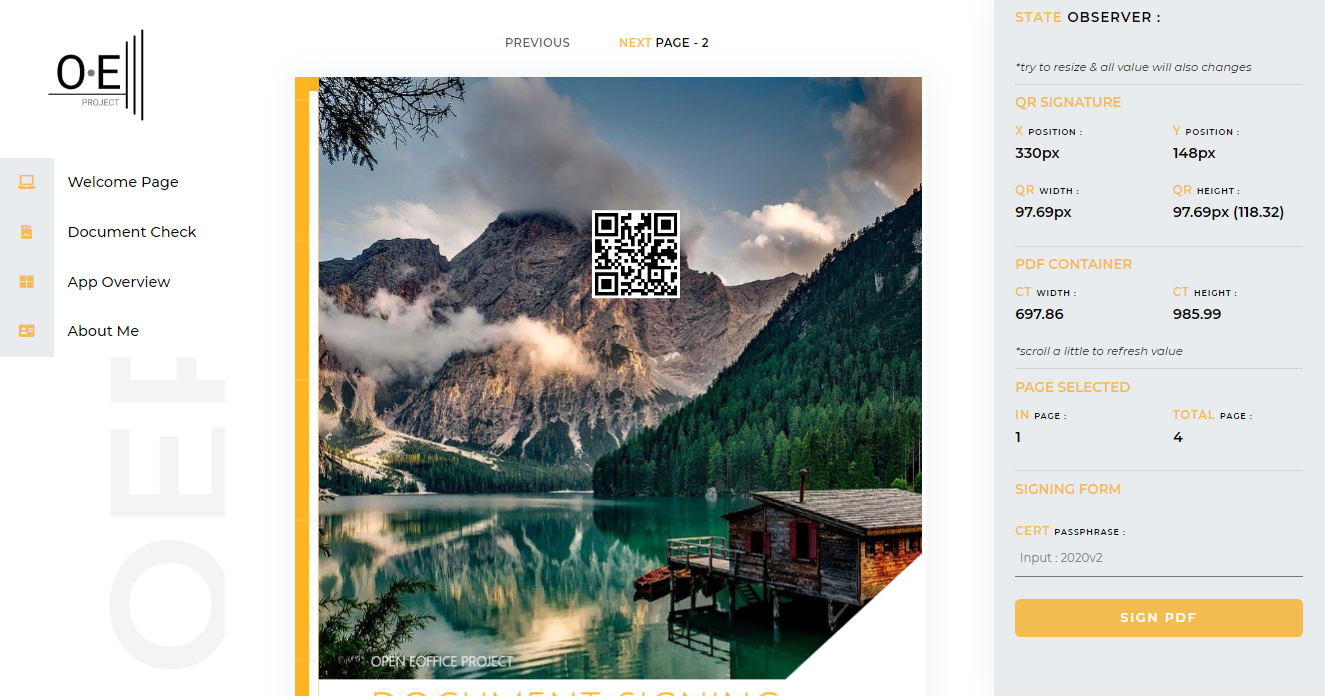 O·E
PROJECT
Welcome Page
Document Check
App Overview
About Me
OEF
PREVIOUS
NEXT PAGE - 2
OPEN EOFFICE PROJECT
DOCUMENT SIGNING
STATE OBSERVER :
*try to resize & all value will also changes
QR SIGNATURE
X POSITION : Y POSITION :
330px 148px
QR WIDTH : QR HEIGHT :
97.69px 97.69px (118.32)
PDF CONTAINER
CT WIDTH : CT HEIGHT :
697.86 985.99
*scroll a little to refresh value
PAGE SELECTED
IN PAGE : TOTAL PAGE :
1 4
SIGNING FORM
CERT PASSPHRASE :
Input : 2020v2
SIGN PDF